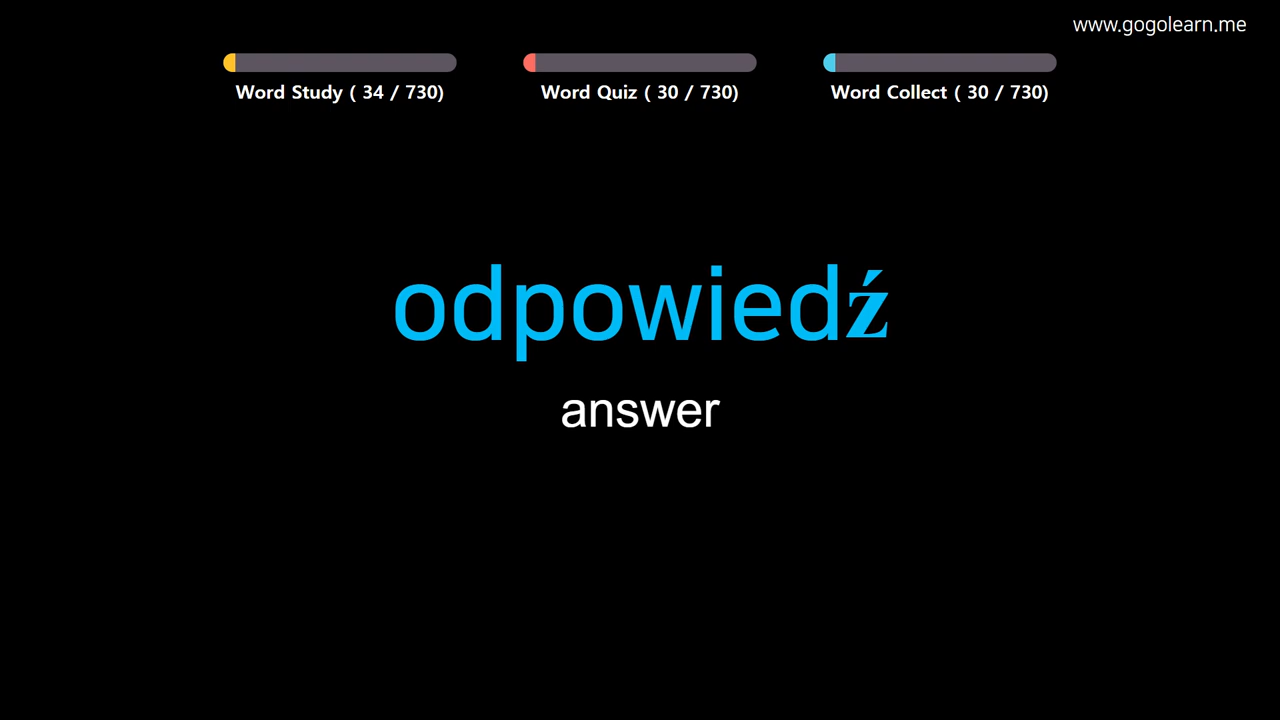 www.gogolearn.me
Word Study ( 34 / 730)
Word Quiz ( 30 / 730)
Word Collect ( 30 / 730)
odpowiedź
answer